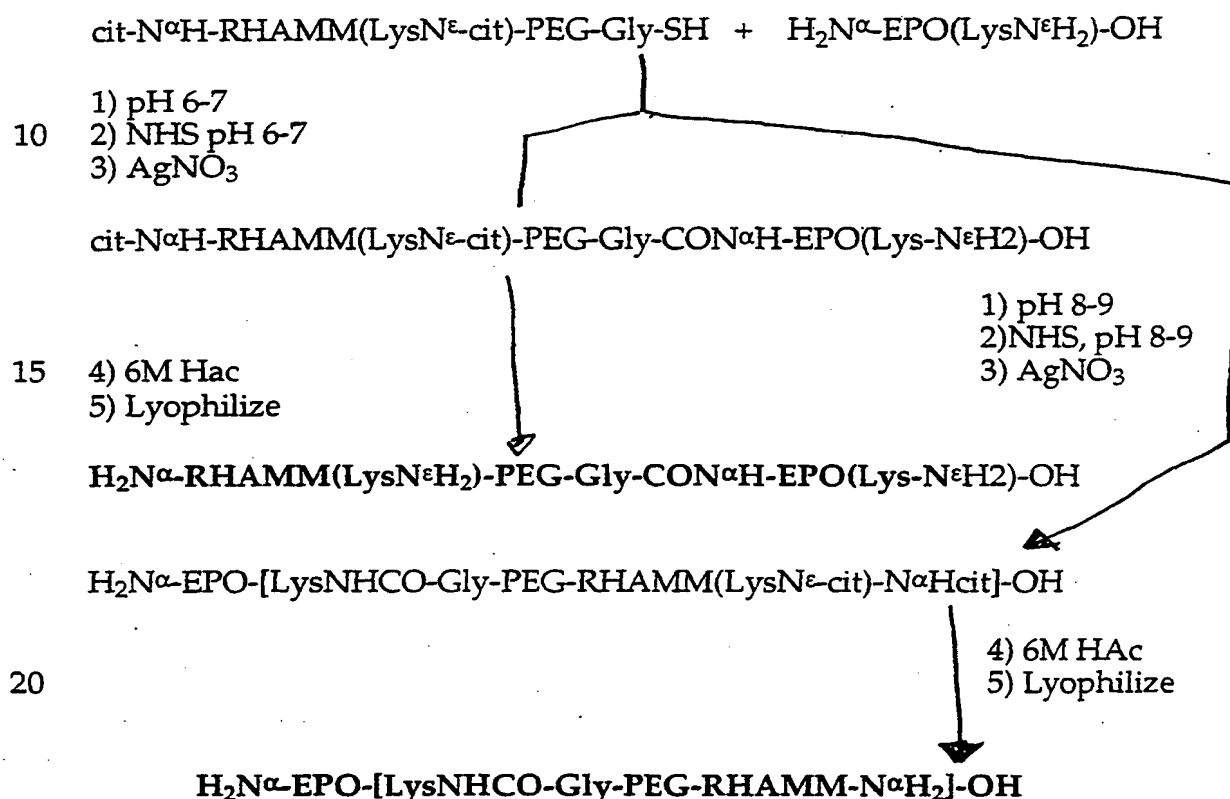 cit-NαH-RHAMM(LysNε-cit)-PEG-Gly-SH + H₂Nα-EPO(LysNεH₂)-OH
1) pH 6-7
10 2) NHS pH 6-7
3) AgNO₃
cit-NαH-RHAMM(LysNε-cit)-PEG-Gly-CONαH-EPO(Lys-NεH2)-OH
1) pH 8-9
2)NHS, pH 8-9
3) AgNO₃
15 4) 6M Hac
5) Lyophilize
H₂Nα-RHAMM(LysNεH₂)-PEG-Gly-CONαH-EPO(Lys-NεH2)-OH
H₂Nα-EPO-[LysNHCO-Gly-PEG-RHAMM(LysNε-cit)-NαHcit]-OH
4) 6M HAc
20 5) Lyophilize
H₂Nα-EPO-[LysNHCO-Gly-PEG-RHAMM-NαH₂]-OH